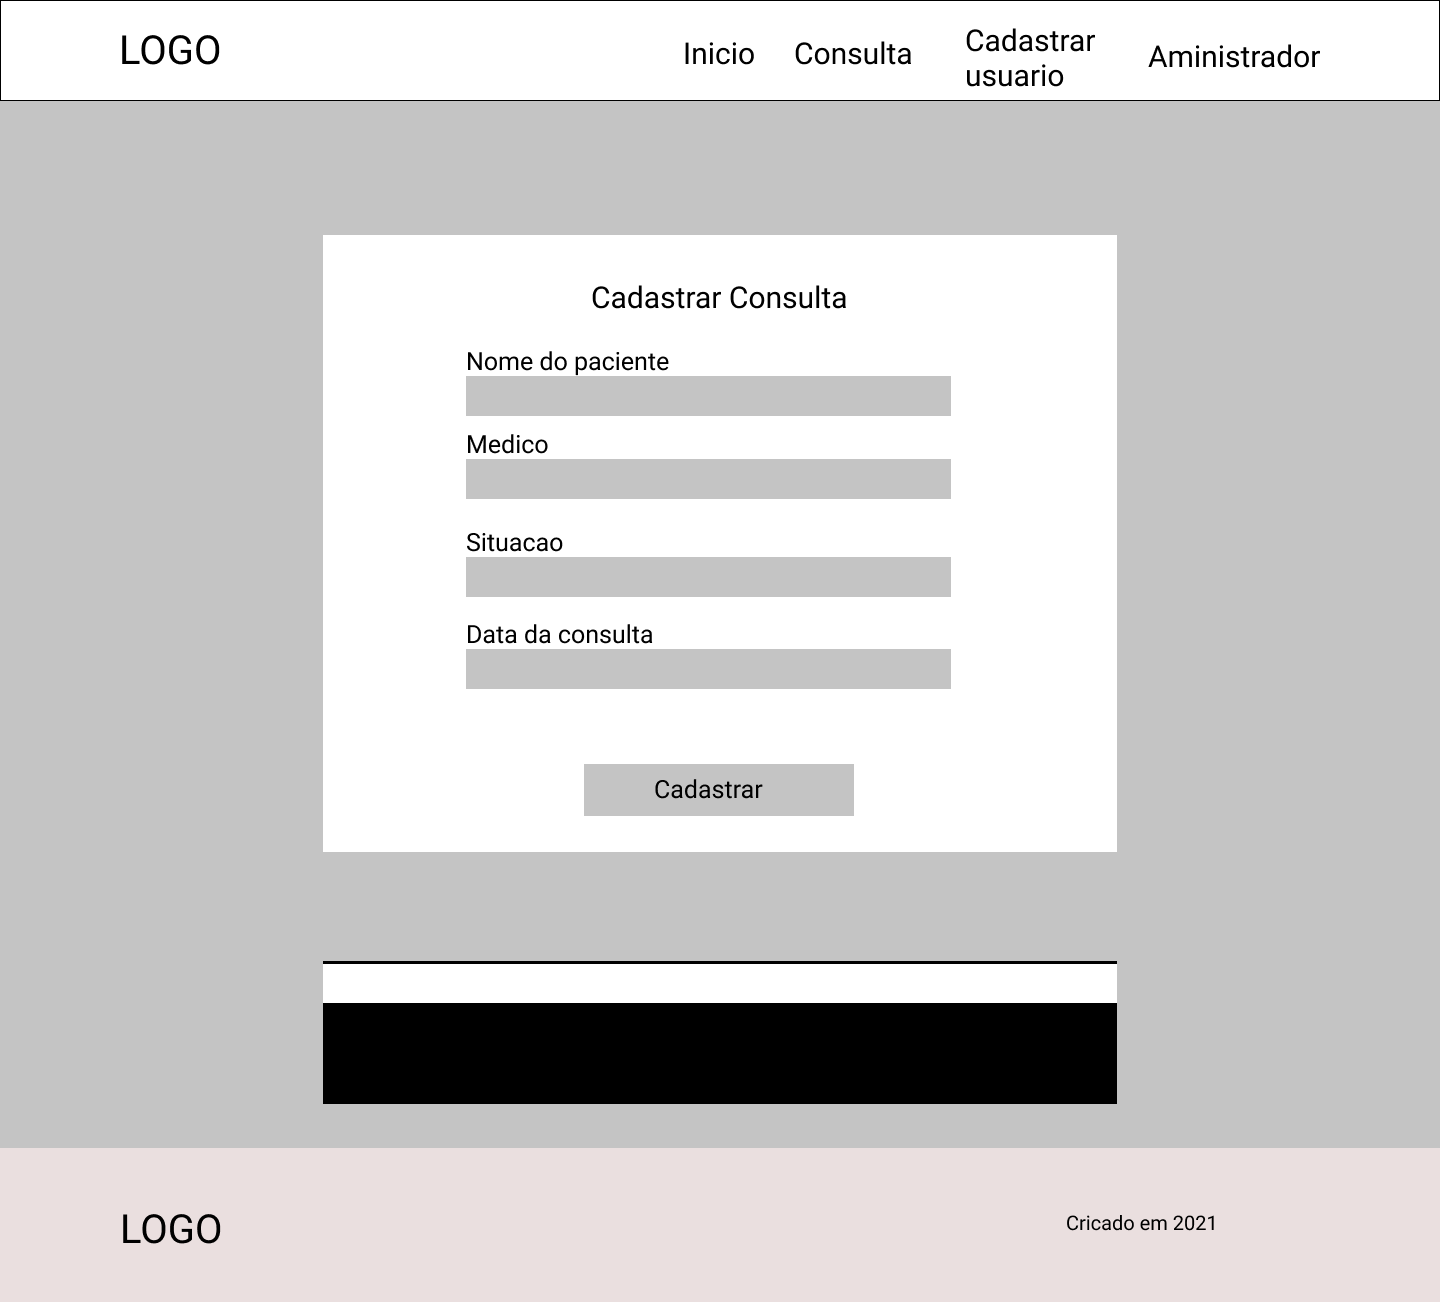 LOGO
Inicio
Consulta
Cadastrar
usuario
Aministrador
Cadastrar Consulta
Nome do paciente
Medico
Situacao
Data da consulta
Cadastrar
LOGO
Cricado em 2021